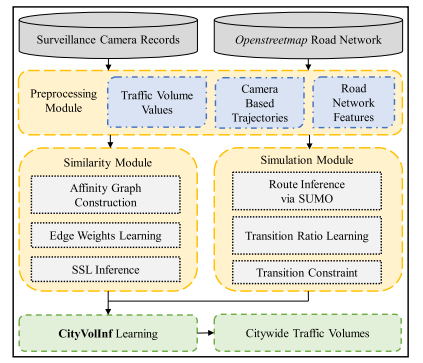 Surveillance Camera Records
Openstreetmap Road Network
Preprocessing
Module
Traffic Volume
Values
Camera
Based
Trajectories
Road
Network
Features
Similarity Module
Affinity Graph
Construction
Edge Weights Learning
SSL Inference
Simulation Module
Route Inference
via SUMO
Transition Ratio Learning
Transition Constraint
CityVolInf Learning
Citywide Traffic Volumes